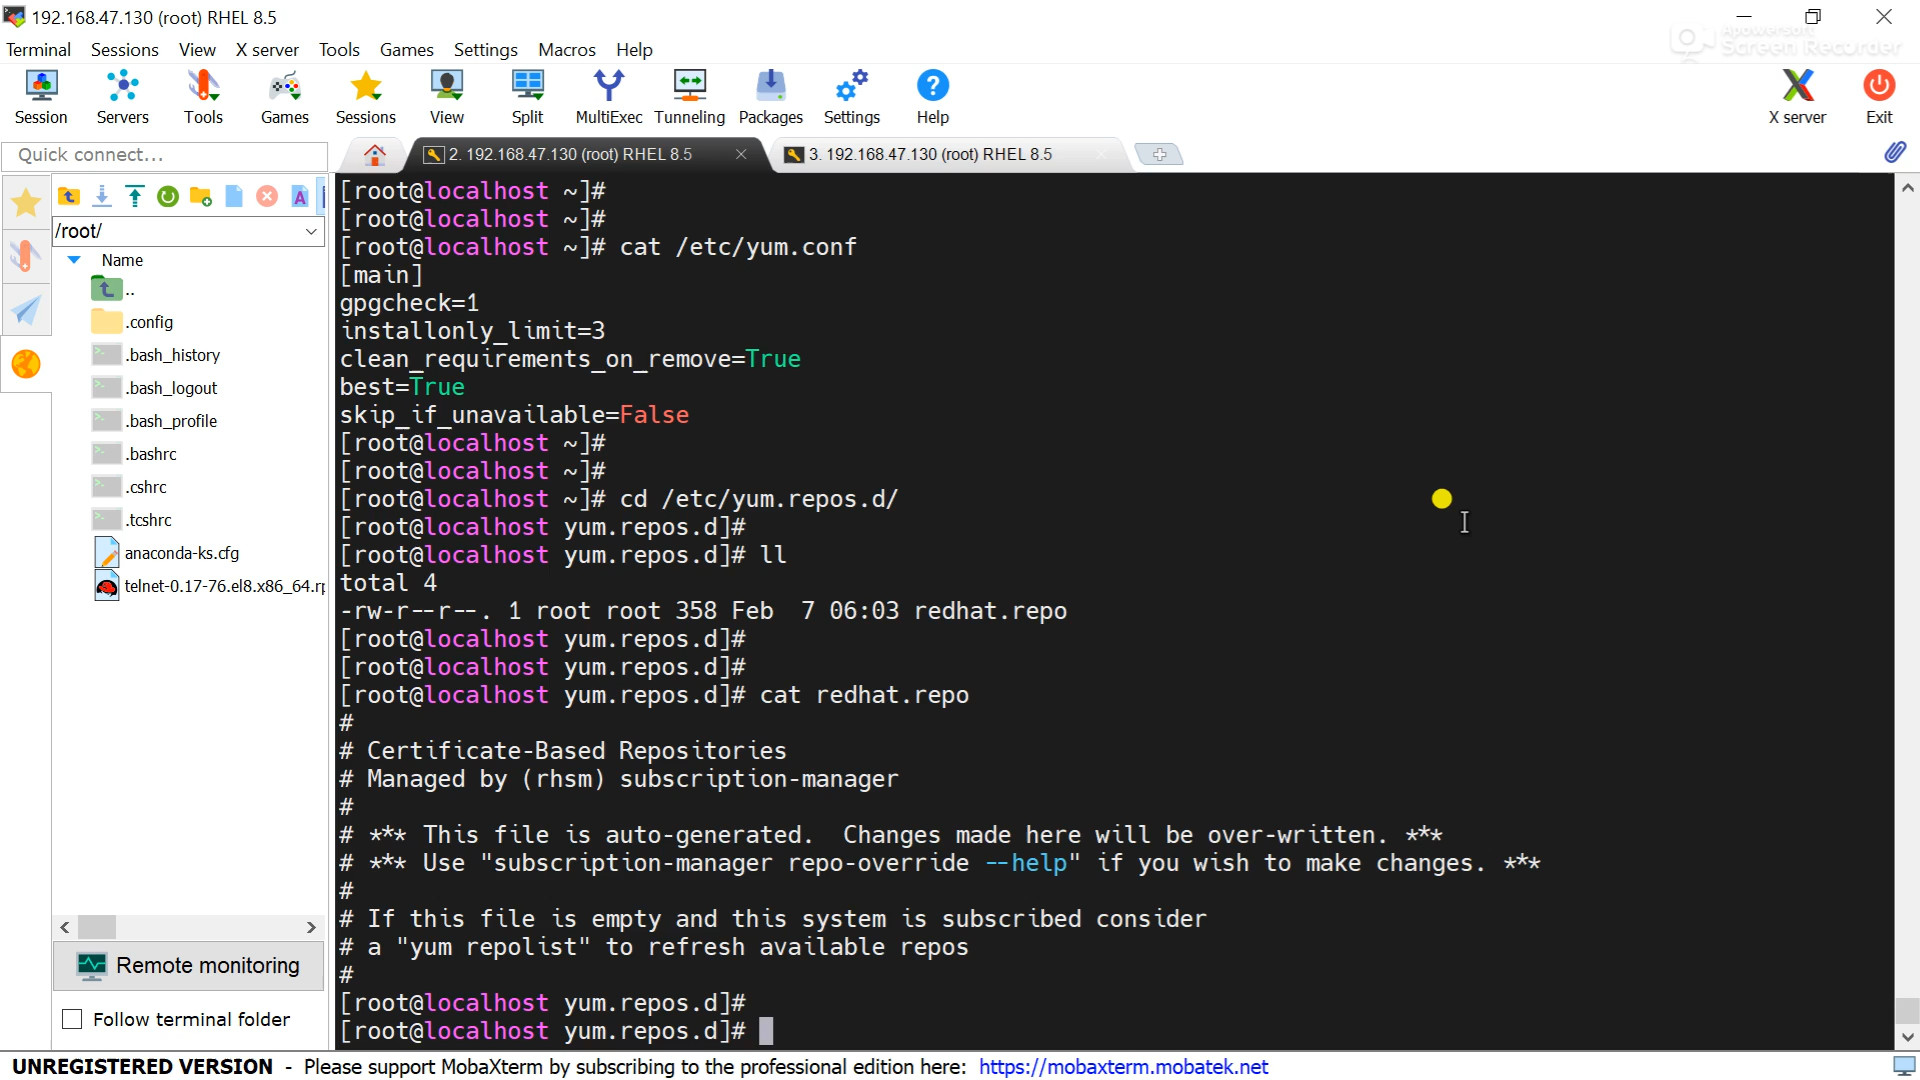 192.168.47.130 (root) RHEL 8.5
Terminal Sessions View X server Tools Games Settings Macros Help
Apowersoft
Screen Recorder
Session Servers Tools Games Sessions View Split MultiExec Tunneling Packages Settings Help X server Exit
Quick connect...
2. 192.168.47.130 (root) RHEL 8.5
3. 192.168.47.130 (root) RHEL 8.5
/root/
Name
..
.config
.bash_history
.bash_logout
.bash_profile
.bashrc
.cshrc
.tcshrc
anaconda-ks.cfg
telnet-0.17-76.el8.x86_64.r
Remote monitoring
Follow terminal folder
[root@localhost ~]#
[root@localhost ~]#
[root@localhost ~]# cat /etc/yum.conf
[main]
gpgcheck=1
installonly_limit=3
clean_requirements_on_remove=True
best=True
skip_if_unavailable=False
[root@localhost ~]#
[root@localhost ~]#
[root@localhost ~]# cd /etc/yum.repos.d/
[root@localhost yum.repos.d]#
[root@localhost yum.repos.d]# ll
total 4
-rw-r--r--. 1 root root 358 Feb  7 06:03 redhat.repo
[root@localhost yum.repos.d]#
[root@localhost yum.repos.d]#
[root@localhost yum.repos.d]# cat redhat.repo
#
# Certificate-Based Repositories
# Managed by (rhsm) subscription-manager
#
# *** This file is auto-generated.  Changes made here will be over-written. ***
# *** Use "subscription-manager repo-override --help" if you wish to make changes. ***
#
# If this file is empty and this system is subscribed consider
# a "yum repolist" to refresh available repos
#
[root@localhost yum.repos.d]#
[root@localhost yum.repos.d]#
UNREGISTERED VERSION - Please support MobaXterm by subscribing to the professional edition here: https://mobaxterm.mobatek.net